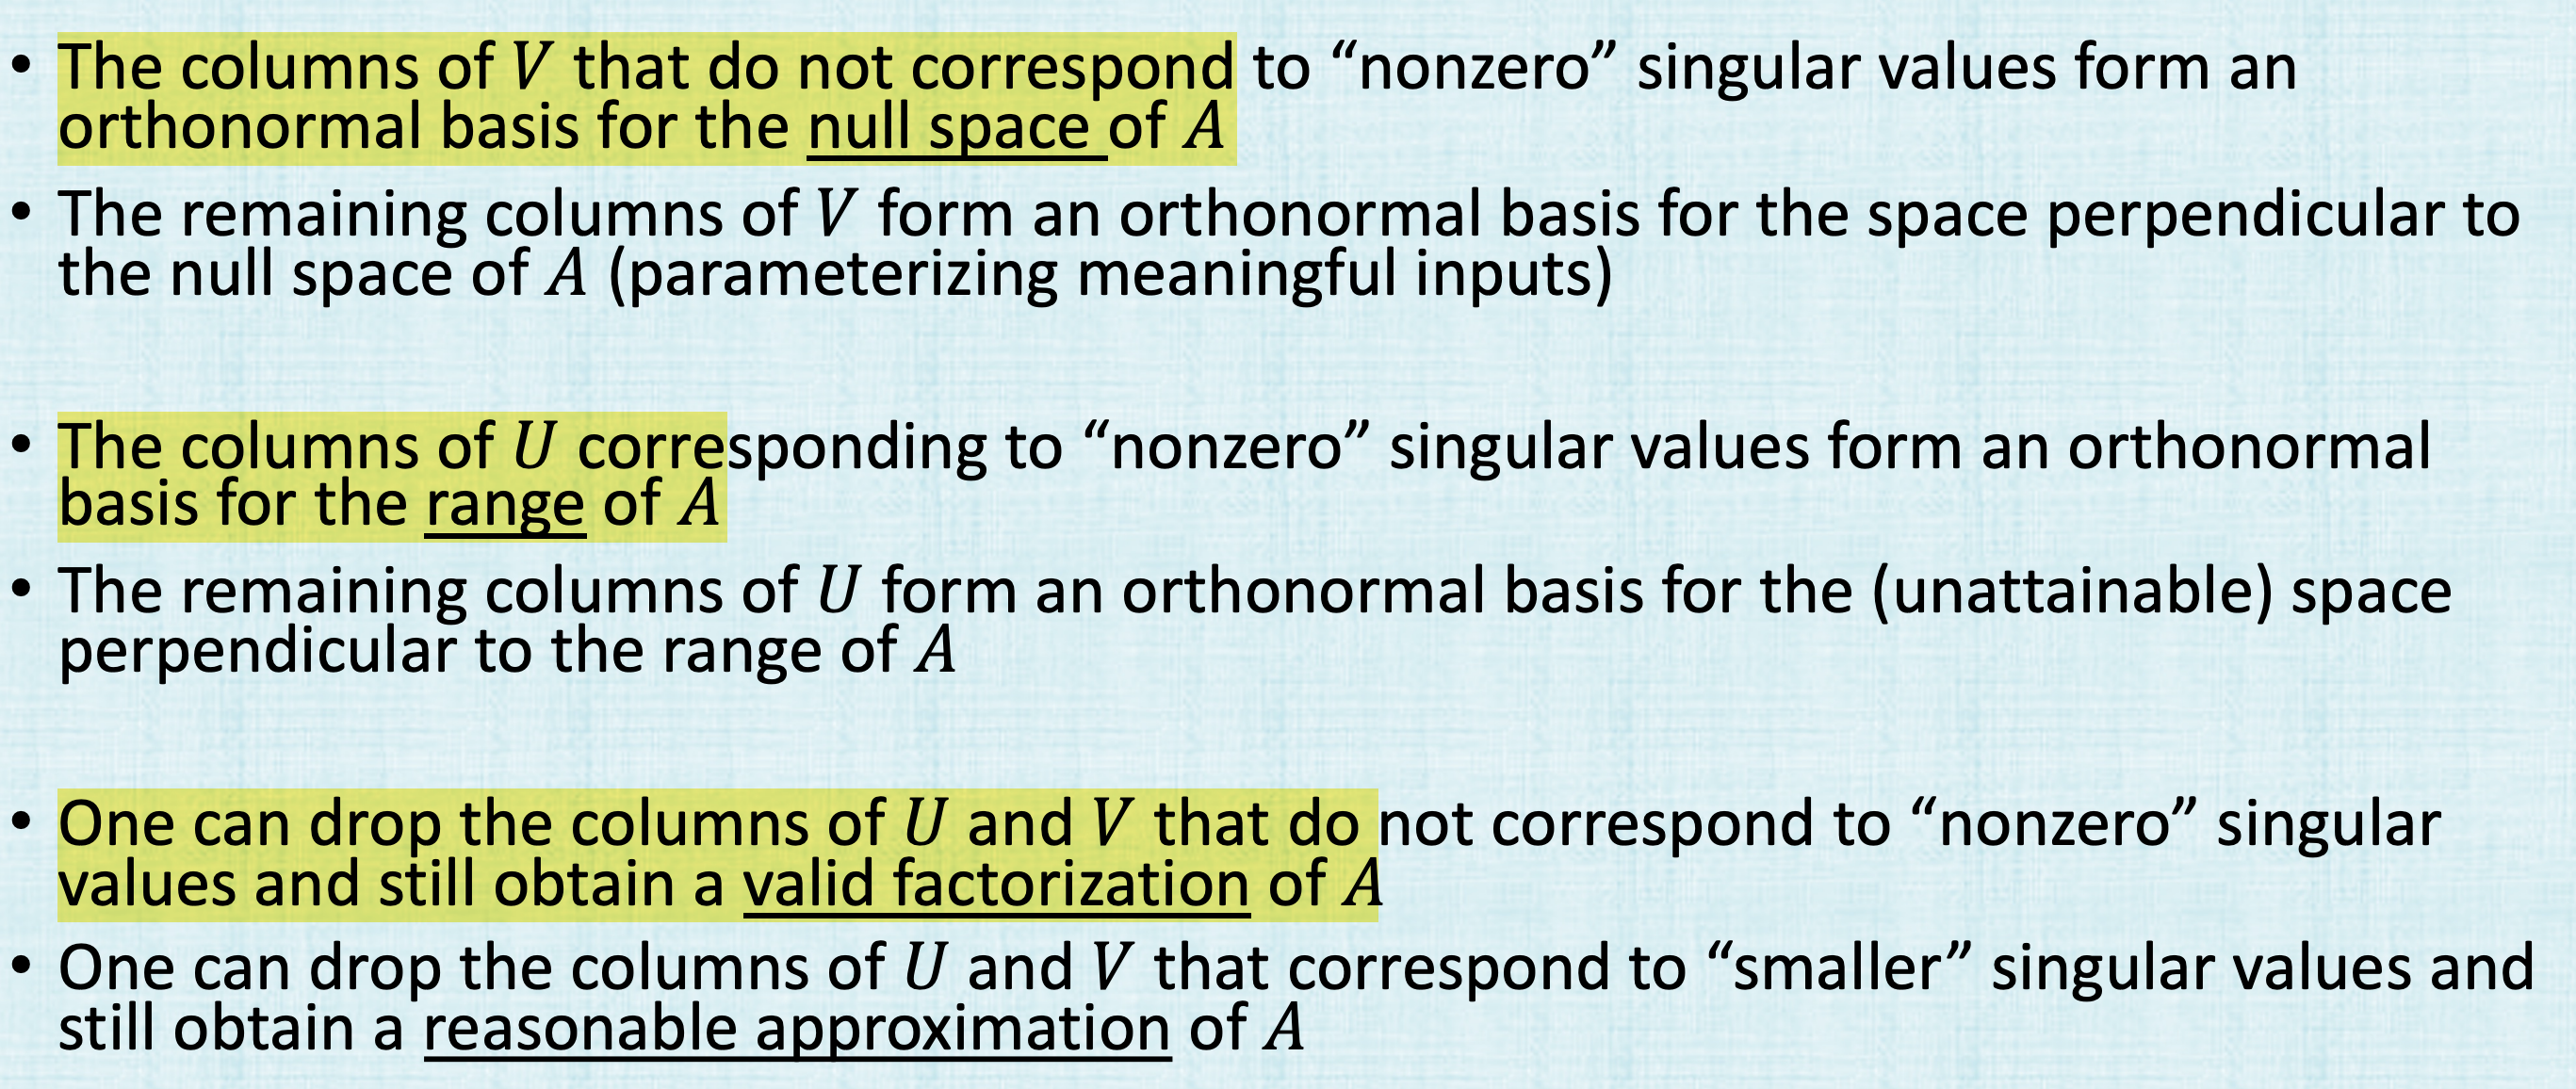 • The columns of V that do not correspond to “nonzero” singular values form an
orthonormal basis for the null space of A
• The remaining columns of V form an orthonormal basis for the space perpendicular to
the null space of A (parameterizing meaningful inputs)
• The columns of U corresponding to “nonzero” singular values form an orthonormal
basis for the range of A
• The remaining columns of U form an orthonormal basis for the (unattainable) space
perpendicular to the range of A
• One can drop the columns of U and V that do not correspond to “nonzero” singular
values and still obtain a valid factorization of A
• One can drop the columns of U and V that correspond to “smaller” singular values and
still obtain a reasonable approximation of A